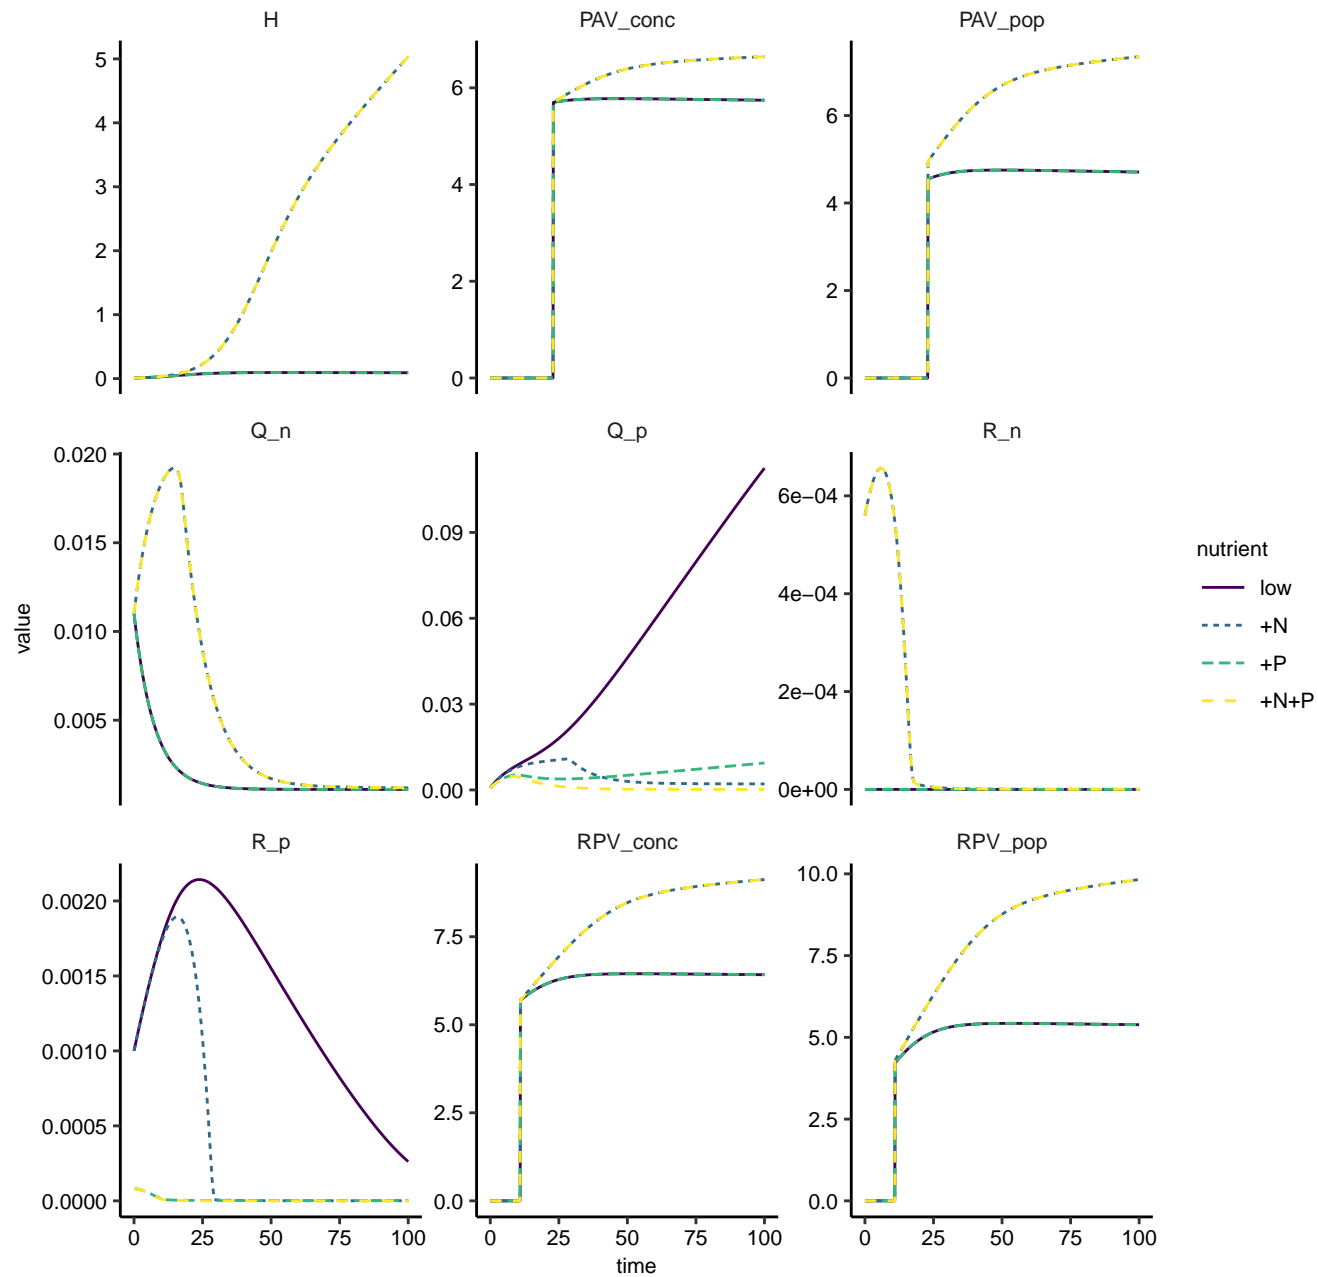 H
PAV_conc
PAV_pop
5
4
3
2
1
0
6
4
2
0
6
4
2
0
Q_n
Q_p
R_n
0.020
0.015
0.010
0.005
0.09
0.06
0.03
0.00
6e−04
4e−04
2e−04
0e+00
R_p
RPV_conc
RPV_pop
0.0020
0.0015
0.0010
0.0005
0.0000
7.5
5.0
2.5
0.0
10.0
7.5
5.0
2.5
0.0
0 25 50 75 100
0 25 50 75 100
0 25 50 75 100
time
value
nutrient
low
+N
+P
+N+P